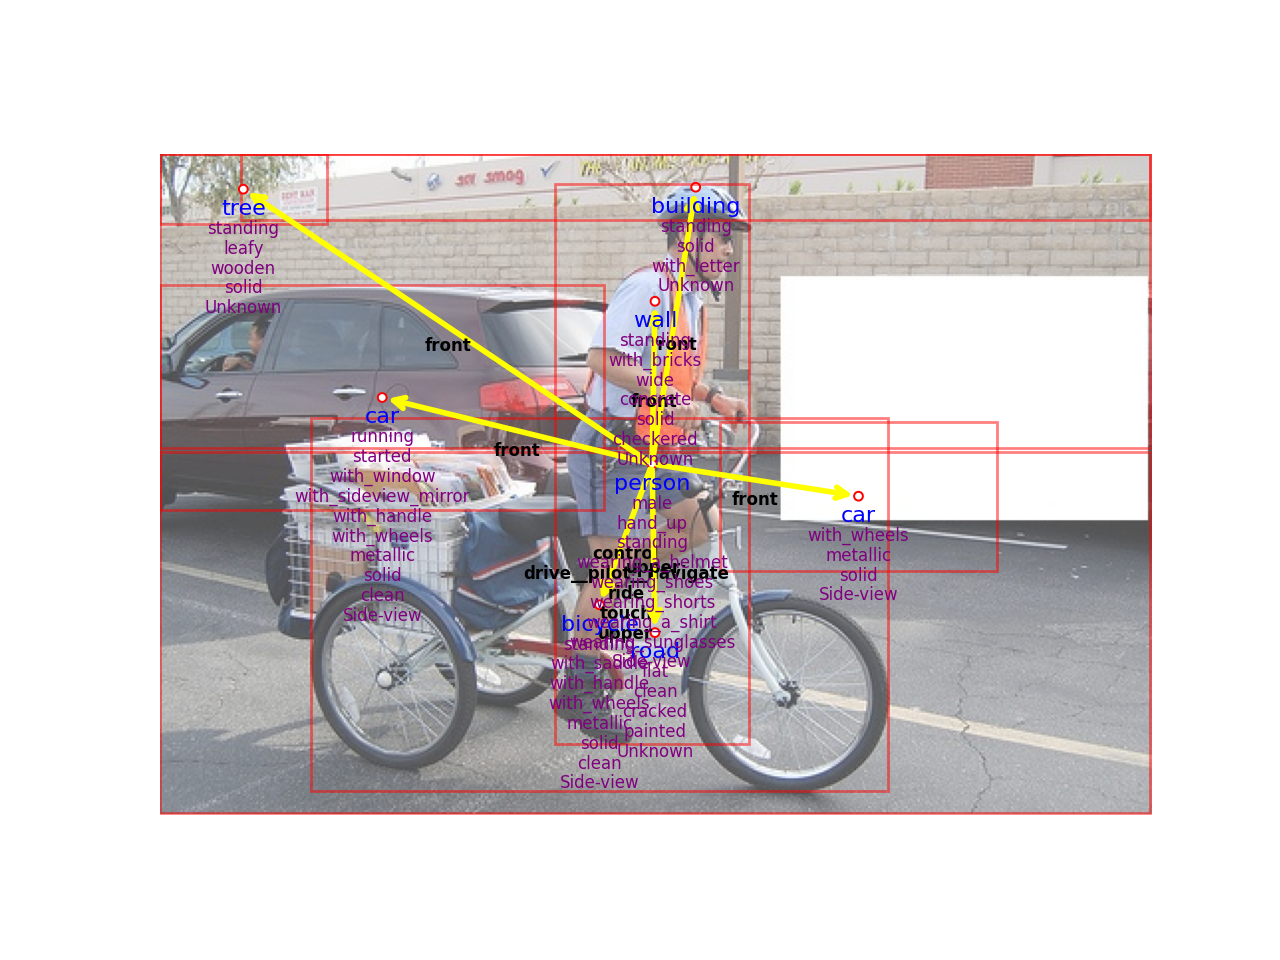 tree
standing
leafy
wooden
solid
Unknown
building
standing
solid
with_letter
Unknown
wall
standing
with_bricks
wide
concrete
solid
checkered
Unknown
front
front
front
front
car
running
started
with_window
with_sideview_mirror
with_handle
with_wheels
metallic
solid
clean
Side-view
person
male
hand_up
standing
wearing_a_helmet
wearing_shoes
wearing_shorts
wearing_a_shirt
wearing_sunglasses
Side-view
car
with_wheels
metallic
solid
Side-view
upper
ride
touch
upper
bicycle
standing
with_saddle
with_handle
with_wheels
metallic
solid
clean
Side-view
road
flat
clean
cracked
painted
Unknown